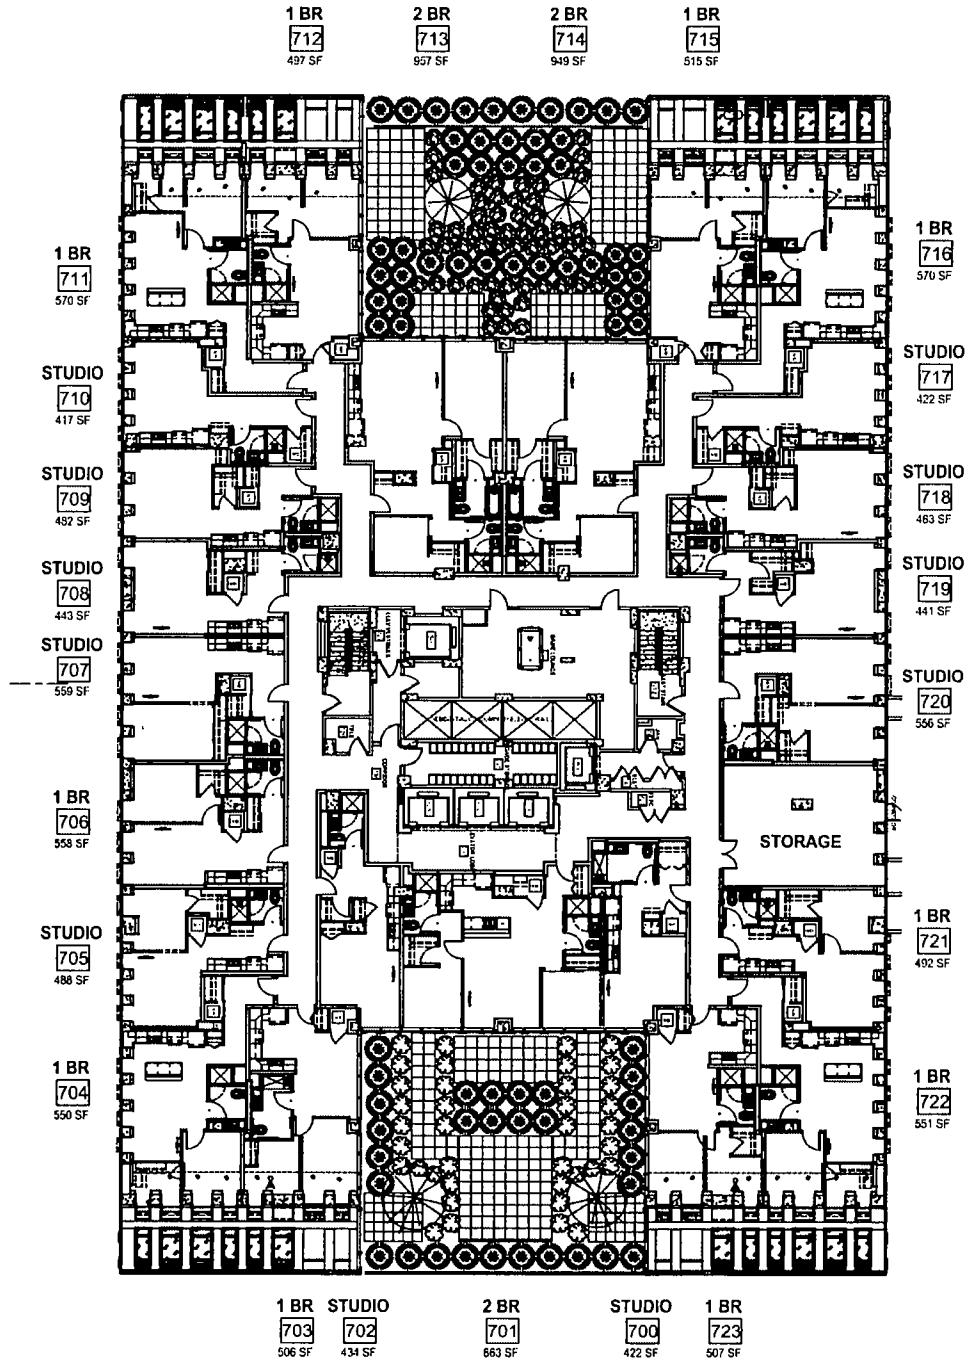 1 BR
712
497 SF
2 BR
713
957 SF
2 BR
714
949 SF
1 BR
715
515 SF
1 BR
711
570 SF
1 BR
716
570 SF
STUDIO
710
417 SF
STUDIO
717
422 SF
STUDIO
709
482 SF
STUDIO
718
463 SF
STUDIO
708
443 SF
STUDIO
719
441 SF
STUDIO
707
559 SF
STUDIO
720
556 SF
1 BR
706
558 SF
STORAGE
STUDIO
705
488 SF
1 BR
721
492 SF
1 BR
704
550 SF
1 BR
722
551 SF
1 BR
703
506 SF
STUDIO
702
434 SF
2 BR
701
863 SF
STUDIO
700
422 SF
1 BR
723
507 SF